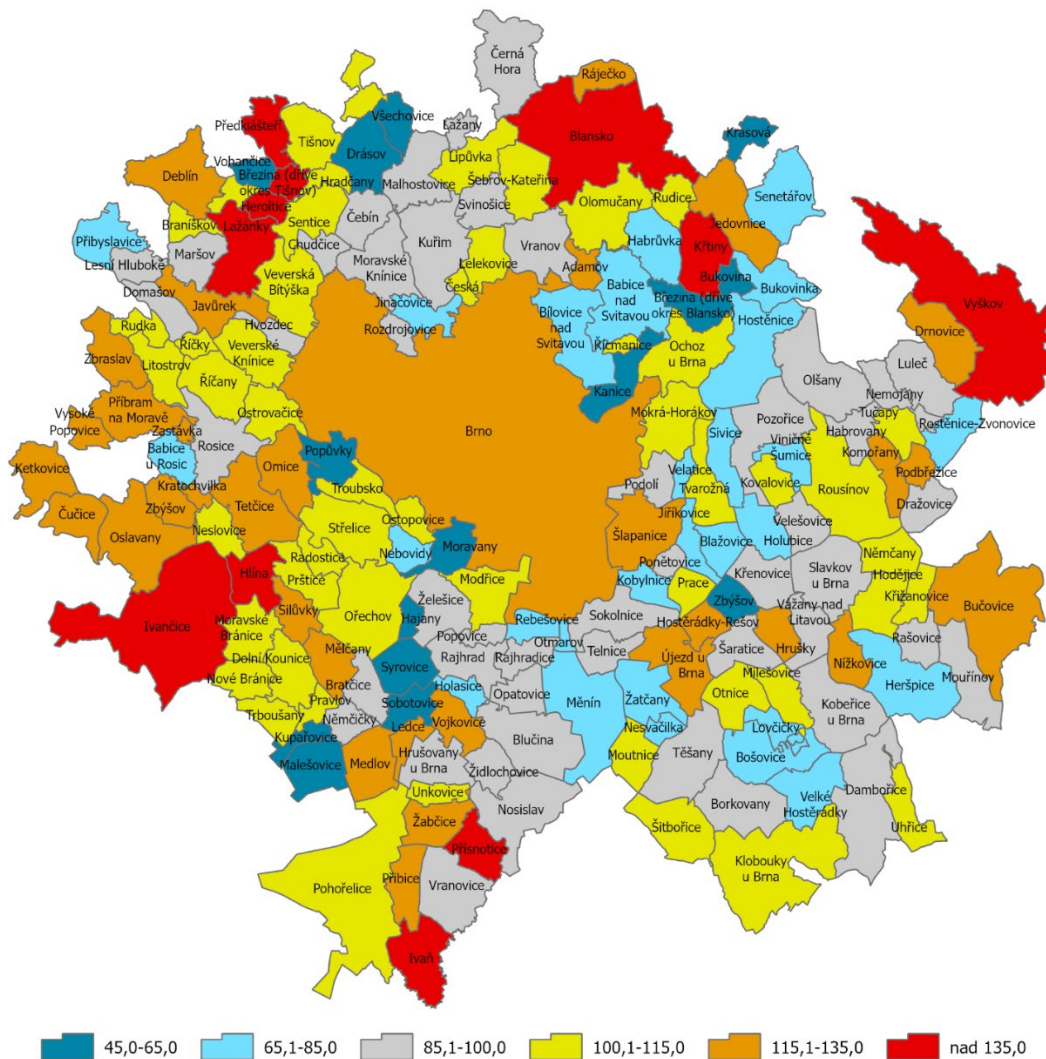 Černá
Hora
Ráječko
Všechovice
Lažany
Blansko
Krasová
Předklášteří
Tišnov
Drásov
Lipůvka
Vohančice
Březina (dříve
okres Tišnov)
Hradčany
Malhostovice
Šebrov-Kateřina
Deblín
Heroltice
Svinošice
Olomučany
Rudice
Jedovnice
Senetářov
Braníškov
Lažánky
Sentice
Čebín
Kuřim
Vranov
Habrůvka
Křtiny
Přibyslavice
Maršov
Chudčice
Moravské
Knínice
Lelekovice
Adamov
Bukovina
Lesní Hluboké
Veverská
Bítýška
Česká
Babice
nad
Svitavou
Březina (dříve
okres Blansko)
Bukovinka
Domašov
Javůrek
Jinačovice
Bílovice
nad
Svitavou
Hostěnice
Vyškov
Rudka
Hvozdec
Rozdrojovice
Řícmanice
Ochoz
u Brna
Drnovice
Zbraslav
Litostrov
Říčky
Veverské
Knínice
Kanice
Olšany
Luleč
Nemojany
Říčany
Příbram
na Moravě
Vysoké
Popovice
Ostrovačice
Brno
Mokrá-Horákov
Pozořice
Tučapy
Habrovany
Rostěnice-Zvonovice
Zastávka
Rosice
Babice
u Rosic
Popůvky
Sivice
Viničné
Šumice
Komořany
Ketkovice
Kratochvilka
Omice
Troubsko
Podolí
Velatice
Tvarožná
Kovalovice
Rousínov
Podbřežice
Čučice
Zbýšov
Tetčice
Střelice
Ostopovice
Šlapanice
Jiříkovice
Velešovice
Dražovice
Oslavany
Neslovice
Radostice
Nebovidy
Moravany
Ponětovice
Blažovice
Holubice
Němčany
Hlína
Prštice
Modřice
Kobylnice
Prace
Křenovice
Slavkov
u Brna
Hodějice
Ivančice
Silůvky
Ořechov
Želešice
Hajany
Zbýšov
Křižanovice
Bučovice
Moravské
Bránice
Rebešovice
Sokolnice
Hostěrádky-Rešov
Vážany nad
Litavou
Popovice
Otmarov
Telnice
Šaratice
Hrušky
Rašovice
Dolní Kounice
Mělčany
Syrovice
Rajhrad
Rajhradice
Újezd u
Brna
Milešovice
Nížkovice
Mouřínov
Nové Bránice
Bratčice
Holasice
Heršpice
Pravlov
Sobotovice
Opatovice
Měnín
Žatčany
Otnice
Kobeřice
u Brna
Trboušany
Němčičky
Ledce
Vojkovice
Nesvačilka
Lovčičky
Kupařovice
Blučina
Malešovice
Medlov
Hrušovany
u Brna
Moutnice
Těšany
Bošovice
Židlochovice
Unkovice
Nosislav
Borkovany
Velké
Hostěrádky
Dambořice
Žabčice
Šitbořice
Uhřice
Přísnotice
Pohořelice
Přibice
Vranovice
Klobouky
u Brna
Ivaň
45,0-65,0
65,1-85,0
85,1-100,0
100,1-115,0
115,1-135,0
nad 135,0